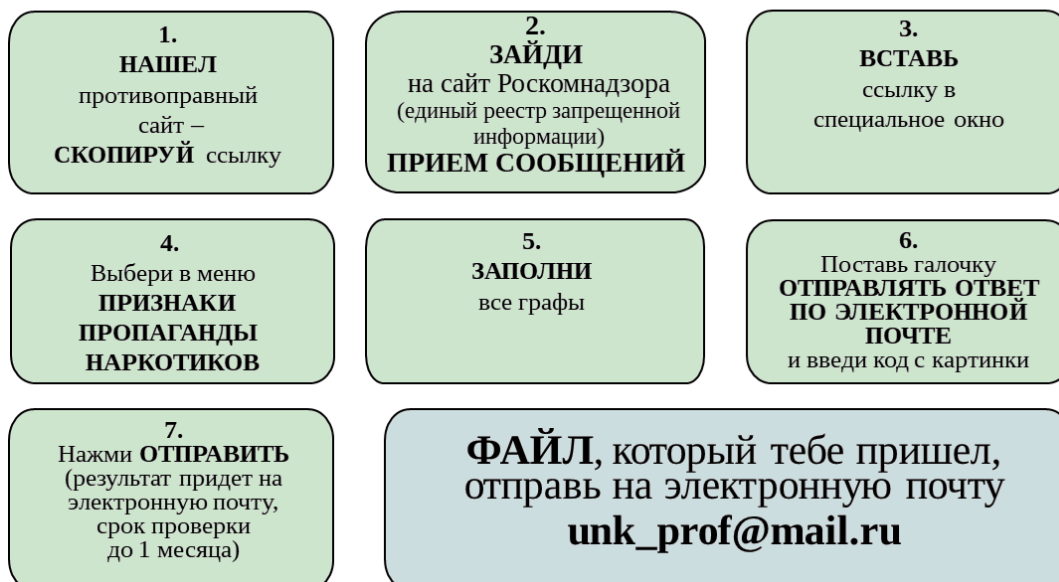 1.
НАШЕЛ
противоправный
сайт –
СКОПИРУЙ ссылку
2.
ЗАЙДИ
на сайт Роскомнадзора
(единый реестр запрещенной
информации)
ПРИЕМ СООБЩЕНИЙ
3.
ВСТАВЬ
ссылку в
специальное окно
4.
Выбери в меню
ПРИЗНАКИ
ПРОПАГАНДЫ
НАРКОТИКОВ
5.
ЗАПОЛНИ
все графы
6.
Поставь галочку
ОТПРАВЛЯТЬ ОТВЕТ
ПО ЭЛЕКТРОННОЙ
ПОЧТЕ
и введи код с картинки
7.
Нажми ОТПРАВИТЬ
(результат придет на
электронную почту,
срок проверки
до 1 месяца)
ФАЙЛ, который тебе пришел,
отправь на электронную почту
unk_prof@mail.ru